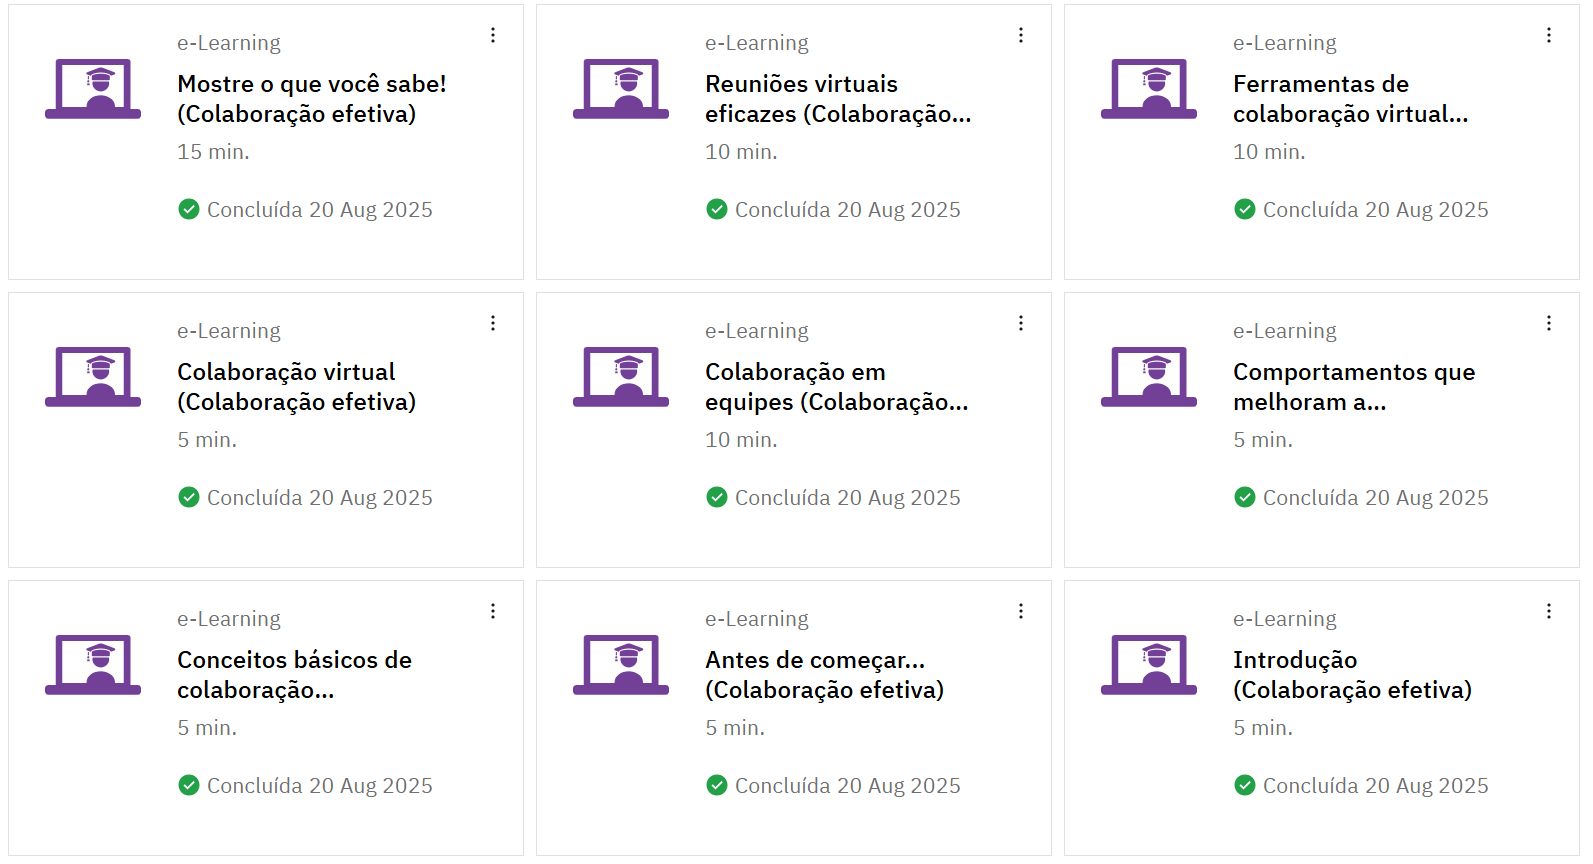 e-Learning
Mostre o que você sabe!
(Colaboração efetiva)
15 min.
Concluída 20 Aug 2025
e-Learning
Reuniões virtuais
eficazes (Colaboração...
10 min.
Concluída 20 Aug 2025
e-Learning
Ferramentas de
colaboração virtual...
10 min.
Concluída 20 Aug 2025
e-Learning
Colaboração virtual
(Colaboração efetiva)
5 min.
Concluída 20 Aug 2025
e-Learning
Colaboração em
equipes (Colaboração...
10 min.
Concluída 20 Aug 2025
e-Learning
Comportamentos que
melhoram a...
5 min.
Concluída 20 Aug 2025
e-Learning
Conceitos básicos de
colaboração...
5 min.
Concluída 20 Aug 2025
e-Learning
Antes de começar...
(Colaboração efetiva)
5 min.
Concluída 20 Aug 2025
e-Learning
Introdução
(Colaboração efetiva)
5 min.
Concluída 20 Aug 2025